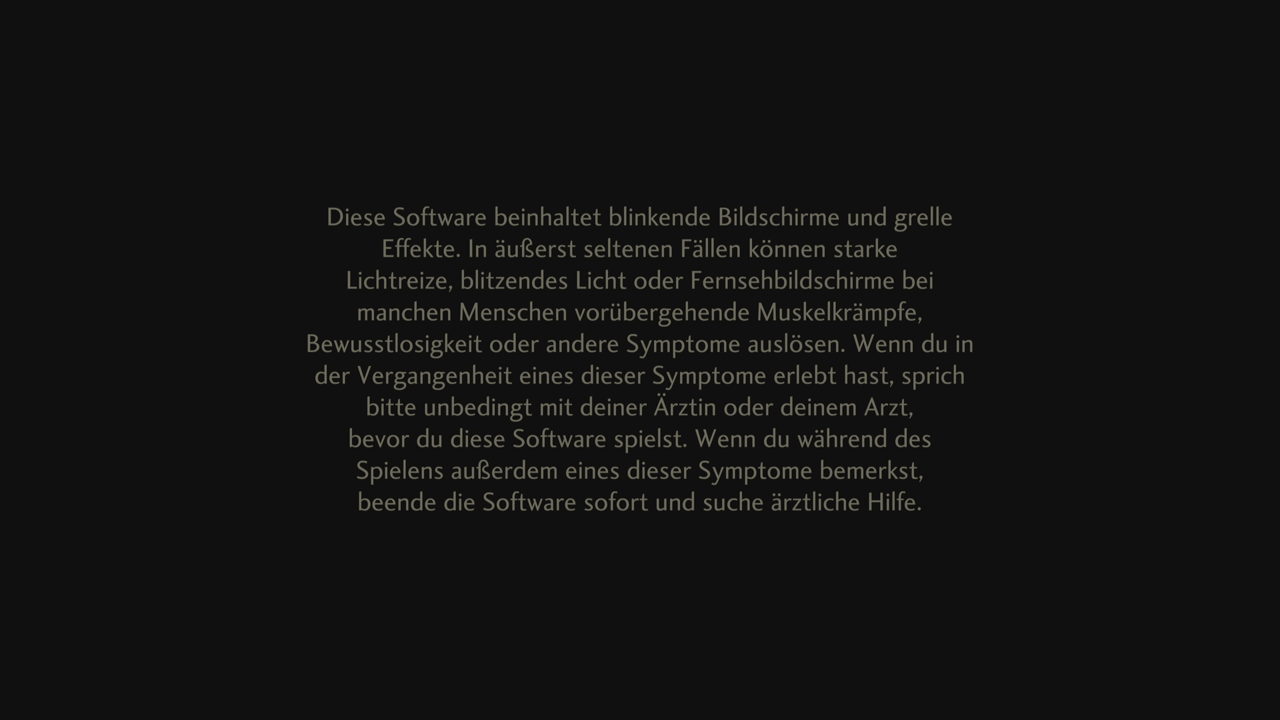 Diese Software beinhaltet blinkende Bildschirme und grelle
Effekte. In äußerst seltenen Fällen können starke
Lichtreize, blitzendes Licht oder Fernsehbildschirme bei
manchen Menschen vorübergehende Muskelkrämpfe,
Bewusstlosigkeit oder andere Symptome auslösen. Wenn du in
der Vergangenheit eines dieser Symptome erlebt hast, sprich
bitte unbedingt mit deiner Ärztin oder deinem Arzt,
bevor du diese Software spielst. Wenn du während des
Spielens außerdem eines dieser Symptome bemerkst,
beende die Software sofort und suche ärztliche Hilfe.